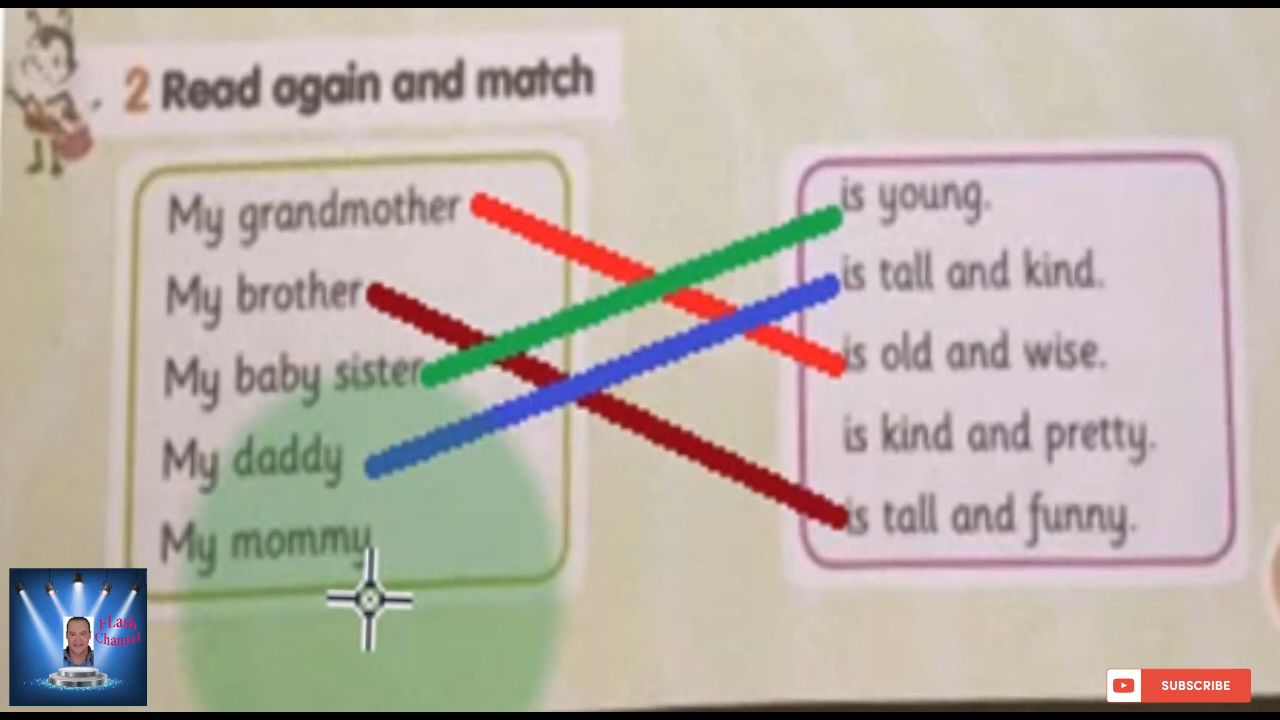 2 Read again and match
My grandmother
My brother
My baby sister
My daddy
My mommy
is young.
is tall and kind.
is old and wise.
is kind and pretty.
is tall and funny.
FLash
Channel
SUBSCRIBE